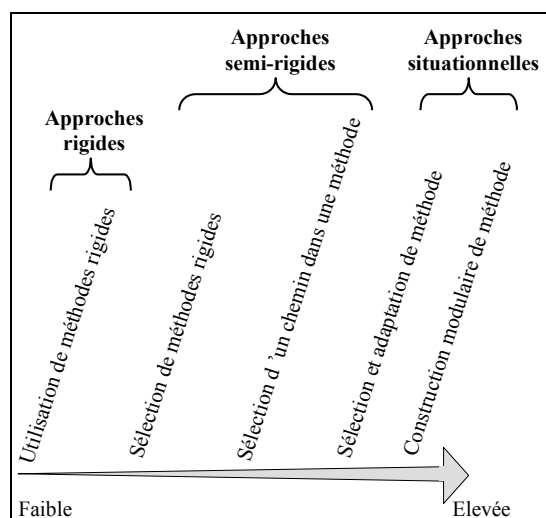 Approches
semi-rigides
Approches
situationnelles
Approches
rigides
Utilisation de méthodes rigides
Sélection de méthodes rigides
Sélection d ’un chemin dans une méthode
Sélection et adaptation de méthode
Construction modulaire de méthode
Faible
Elevée